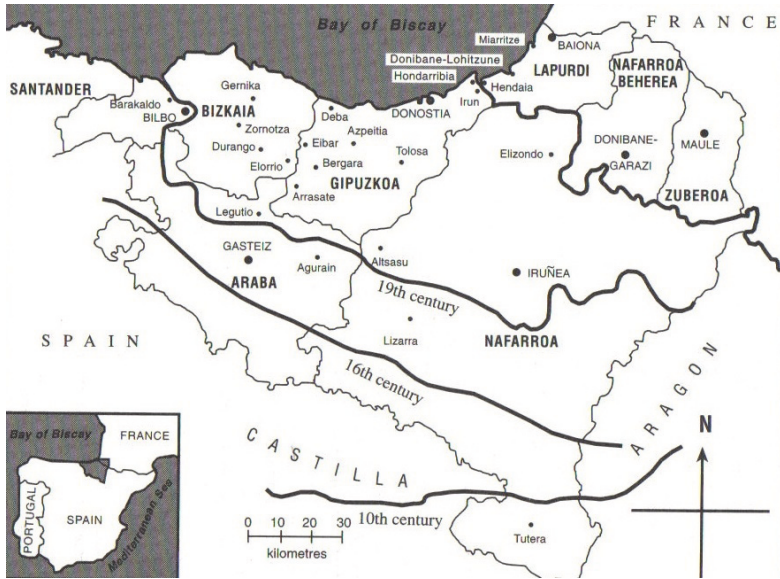 Bay of Biscay
FRANCE
Miarritze
BAIONA
Donibane-Lohitzune
Hondarribia
LAPURDI
NAFARROA
BEHEREA
SANTANDER
Gernika
Hendaia
Irun
Barakaldo
BILBO
BIZKAIA
Deba
DONOSTIA
Zornotza
Azpeitia
Durango
Eibar
Elorrio
Bergara
Tolosa
Elizondo
DONIBANE-
GARAZI
MAULE
Arrasate
GIPUZKOA
ZUBEROA
Legutio
GASTEIZ
Agurain
Altsasu
ARABA
IRUÑEA
19th century
Lizarra
NAFARROA
SPAIN
16th century
ARAGON
CASTILLA
10th century
Tutera
N
0 10 20 30
kilometres
Bay of Biscay
FRANCE
PORTUGAL
SPAIN
Mediterranean Sea